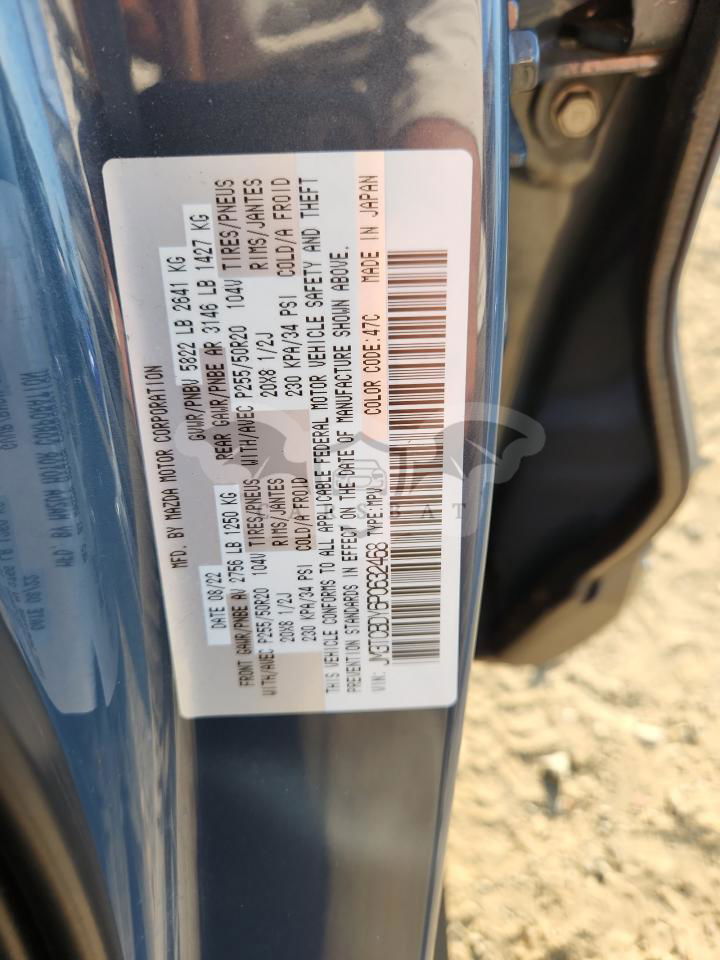 MFD. BY MAZDA MOTOR CORPORATION
DATE 08/22 GVWR/PNBV 5822 LB 2641 KG
FRONT GAWR/PNBE AV 2756 LB 1250 KG REAR GAWR/PNBE AR 3146 LB 1427 KG
WITH/AVEC P255/50R20 104V TIRES/PNEUS WITH/AVEC P255/50R20 104V TIRES/PNEUS
20X8 1/2J RIMS/JANTES 20X8 1/2J RIMS/JANTES
230 KPA/34 PSI COLD/A FROID 230 KPA/34 PSI COLD/A FROID
THIS VEHICLE CONFORMS TO ALL APPLICABLE FEDERAL MOTOR VEHICLE SAFETY AND THEFT
PREVENTION STANDARDS IN EFFECT ON THE DATE OF MANUFACTURE SHOWN ABOVE.
VIN: JM3TCBDV6P0632468 TYPE:MPV COLOR CODE:47C MADE IN JAPAN